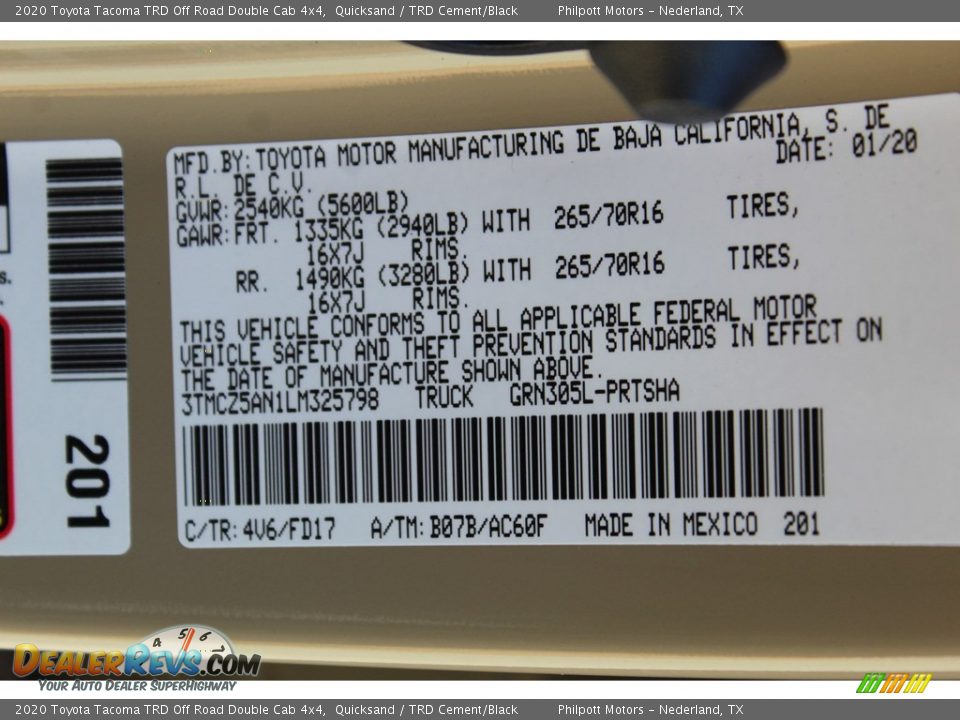 2020 Toyota Tacoma TRD Off Road Double Cab 4x4, Quicksand / TRD Cement/Black Philpott Motors – Nederland, TX
MFD.BY:TOYOTA MOTOR MANUFACTURING DE BAJA CALIFORNIA, S. DE
R.L. DE C.V. DATE: 01/20
GVWR:2540KG (5600LB)
GAWR:FRT. 1335KG (2940LB) WITH 265/70R16 TIRES,
16X7J RIMS.
RR. 1490KG (3280LB) WITH 265/70R16 TIRES,
16X7J RIMS.
THIS VEHICLE CONFORMS TO ALL APPLICABLE FEDERAL MOTOR
VEHICLE SAFETY AND THEFT PREVENTION STANDARDS IN EFFECT ON
THE DATE OF MANUFACTURE SHOWN ABOVE.
3TMCZ5AN1LM325798 TRUCK GRN305L-PRTSHA
C/TR:4V6/FD17 A/TM:B07B/AC60F MADE IN MEXICO 201
s.
201
4 5 6 7
DEALERREVS.COM
YOUR AUTO DEALER SUPERHIGHWAY
2020 Toyota Tacoma TRD Off Road Double Cab 4x4, Quicksand / TRD Cement/Black Philpott Motors – Nederland, TX